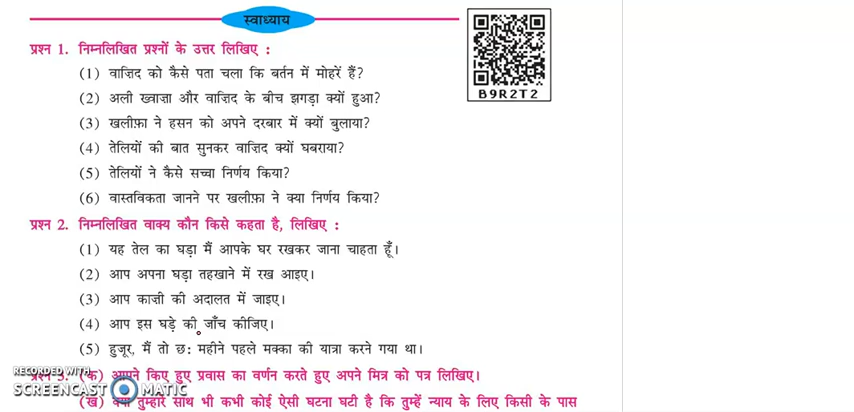 स्वाध्याय
प्रश्न 1. निम्नलिखित प्रश्नों के उत्तर लिखिए :
(1) वाज़िद को कैसे पता चला कि बर्तन में मोहरें हैं?
(2) अली ख्वाज़ा और वाज़िद के बीच झगड़ा क्यों हुआ?
(3) खलीफ़ा ने हसन को अपने दरबार में क्यों बुलाया?
(4) तेलियों की बात सुनकर वाज़िद क्यों घबराया?
(5) तेलियों ने कैसे सच्चा निर्णय किया?
(6) वास्तविकता जानने पर खलीफ़ा ने क्या निर्णय किया?
B9R2T2
प्रश्न 2. निम्नलिखित वाक्य कौन किसे कहता है, लिखिए :
(1) यह तेल का घड़ा मैं आपके घर रखकर जाना चाहता हूँ।
(2) आप अपना घड़ा तहखाने में रख आइए।
(3) आप काज़ी की अदालत में जाइए।
(4) आप इस घड़े की जाँच कीजिए।
(5) हुजूर, मैं तो छः महीने पहले मक्का की यात्रा करने गया था।
RECORDED WITH
SCREENCAST MATIC
प्रश्न 3. (क) आपने किए हुए प्रवास का वर्णन करते हुए अपने मित्र को पत्र लिखिए।
(ख) क्या तुम्हारे साथ भी कभी कोई ऐसी घटना घटी है कि तुम्हें न्याय के लिए किसी के पास